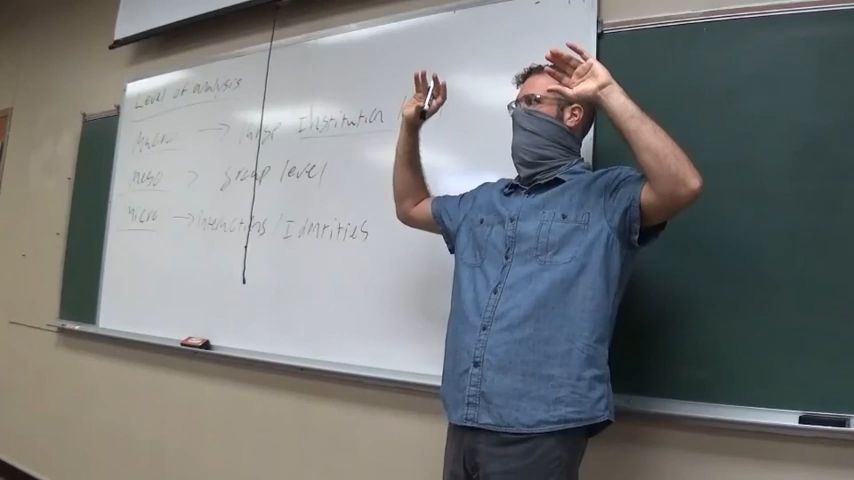 Level of analysis
Macro → large Institution
meso > group level
micro → interactions / Identities